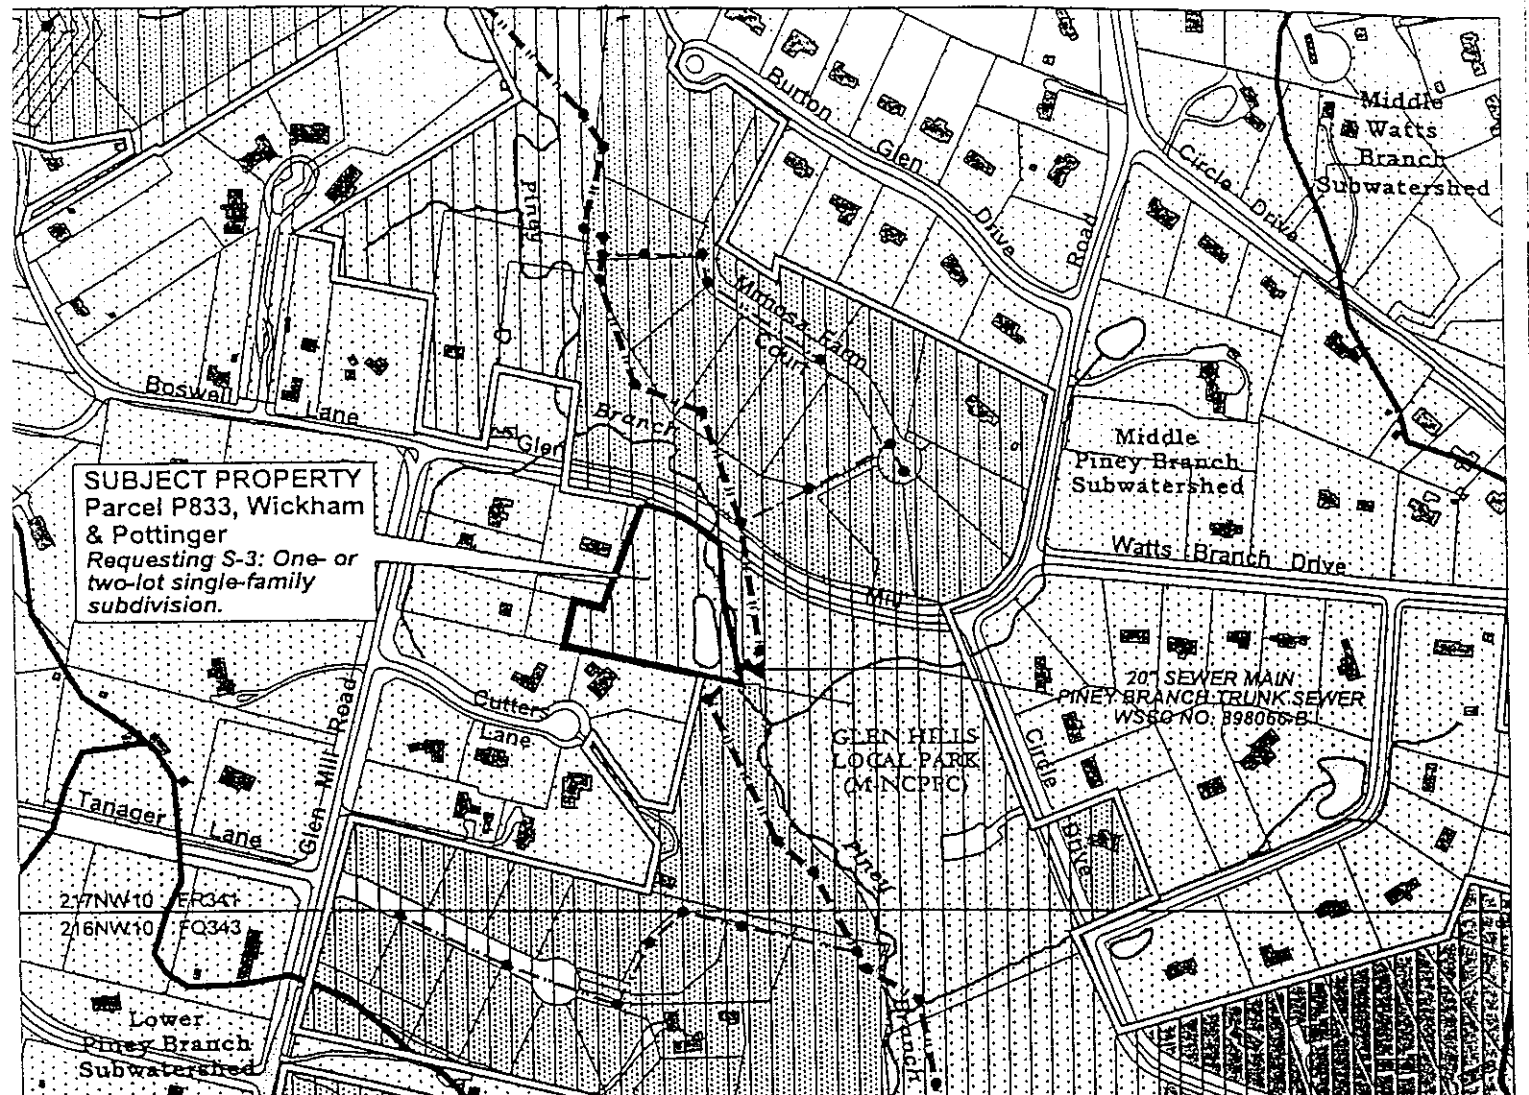 Burton
Glen
Drive
Road
Circle
Drive
Middle
Watts
Branch
Subwatershed
Piney
Mimosa Farm
Court
Boswell
Lane
Branch
Glen
Middle
Piney Branch
Subwatershed
SUBJECT PROPERTY
Parcel P833, Wickham
& Pottinger
Requesting S-3: One- or
two-lot single-family
subdivision.
Watts Branch Drive
Mill
20" SEWER MAIN
PINEY BRANCH TRUNK SEWER
WSSC NO. 898066-B
Cutters
Lane
GLEN HILLS
LOCAL PARK
(M-NCPPC)
Circle
Drive
Glen Mill Road
Tanager
Lane
Piney
Branch
217NW10 FR341
216NW10 FQ343
Lower
Piney Branch
Subwatershed